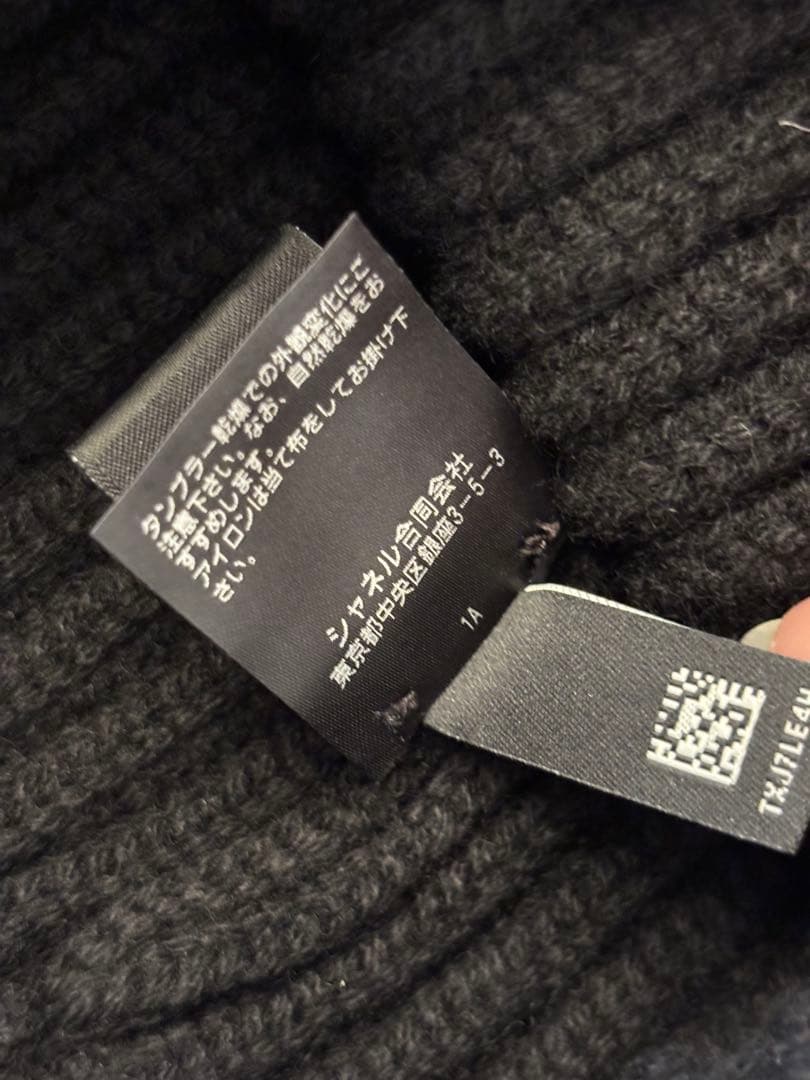 タンブラー乾燥での外観変化にご
注意下さい。なお、自然乾燥をお
すすめします。
アイロンは当て布をしてお掛け下
さい。
シャネル合同会社
東京都中央区銀座3-5-3
1A